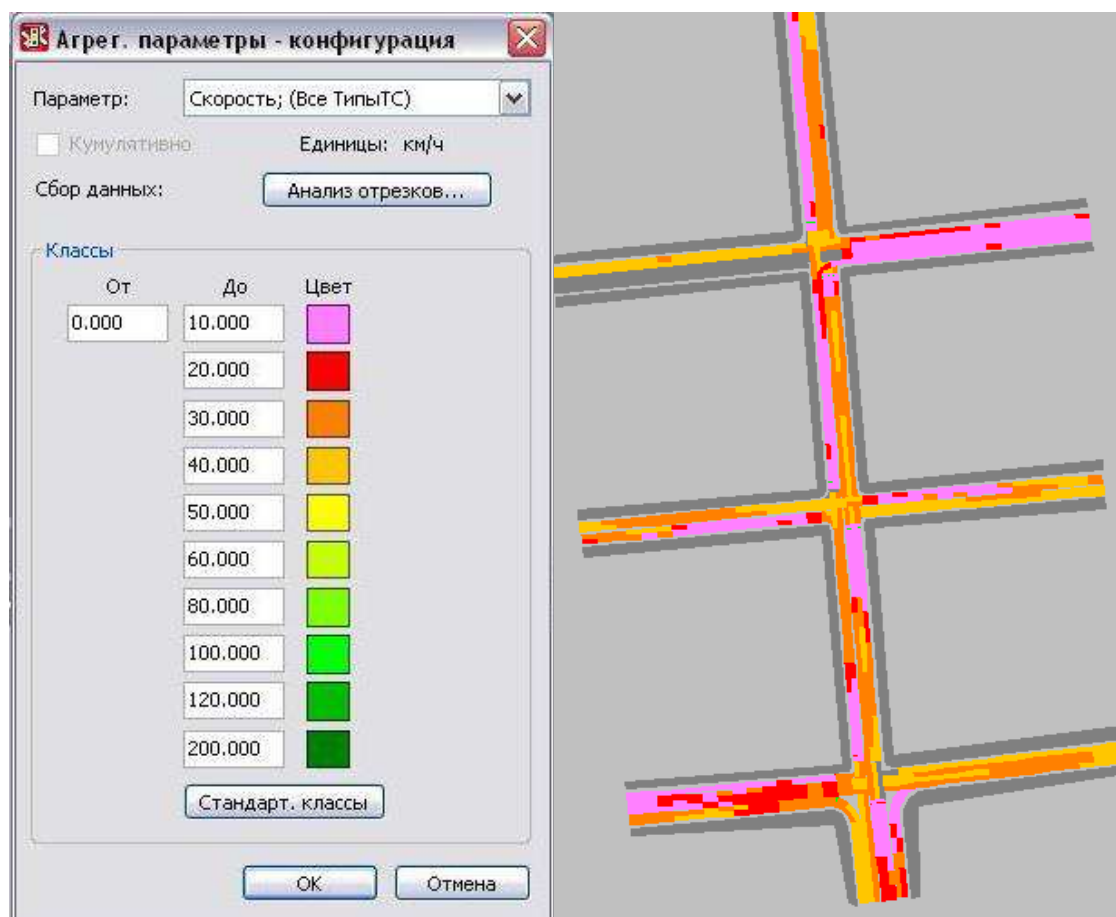 Агрег. параметры - конфигурация
Параметр: Скорость; (Все ТипыТС)
Кумулятивно Единицы: км/ч
Сбор данных: Анализ отрезков...
Классы
От До Цвет
0.000 10.000
20.000
30.000
40.000
50.000
60.000
80.000
100.000
120.000
200.000
Стандарт. классы
ОК Отмена